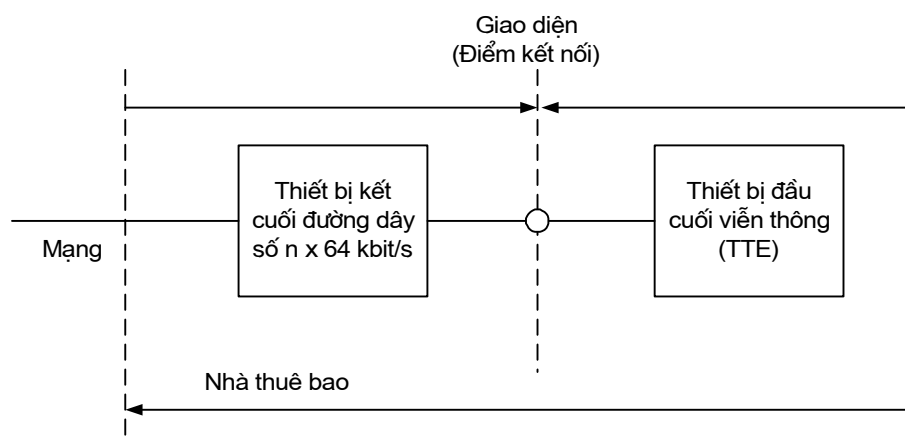 Giao diện
(Điểm kết nối)
Thiết bị kết
cuối đường dây
số n x 64 kbit/s
Thiết bị đầu
cuối viễn thông
(TTE)
Mạng
Nhà thuê bao